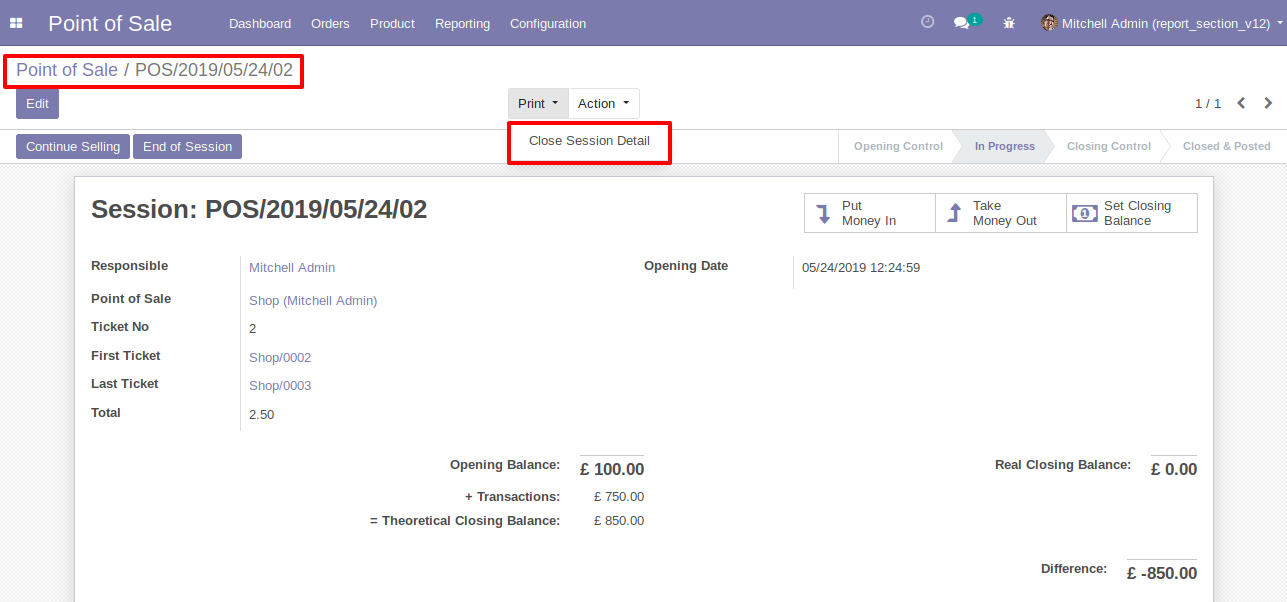 Point of Sale Dashboard Orders Product Reporting Configuration 1 Mitchell Admin (report_section_v12)
Point of Sale / POS/2019/05/24/02
Edit Print Action 1 / 1
Close Session Detail
Continue Selling End of Session Opening Control In Progress Closing Control Closed & Posted
Session: POS/2019/05/24/02
Put Money In
Take Money Out
Set Closing Balance
Responsible Mitchell Admin Opening Date 05/24/2019 12:24:59
Point of Sale Shop (Mitchell Admin)
Ticket No 2
First Ticket Shop/0002
Last Ticket Shop/0003
Total 2.50
Opening Balance: £ 100.00 Real Closing Balance: £ 0.00
+ Transactions: £ 750.00
= Theoretical Closing Balance: £ 850.00
Difference: £ -850.00